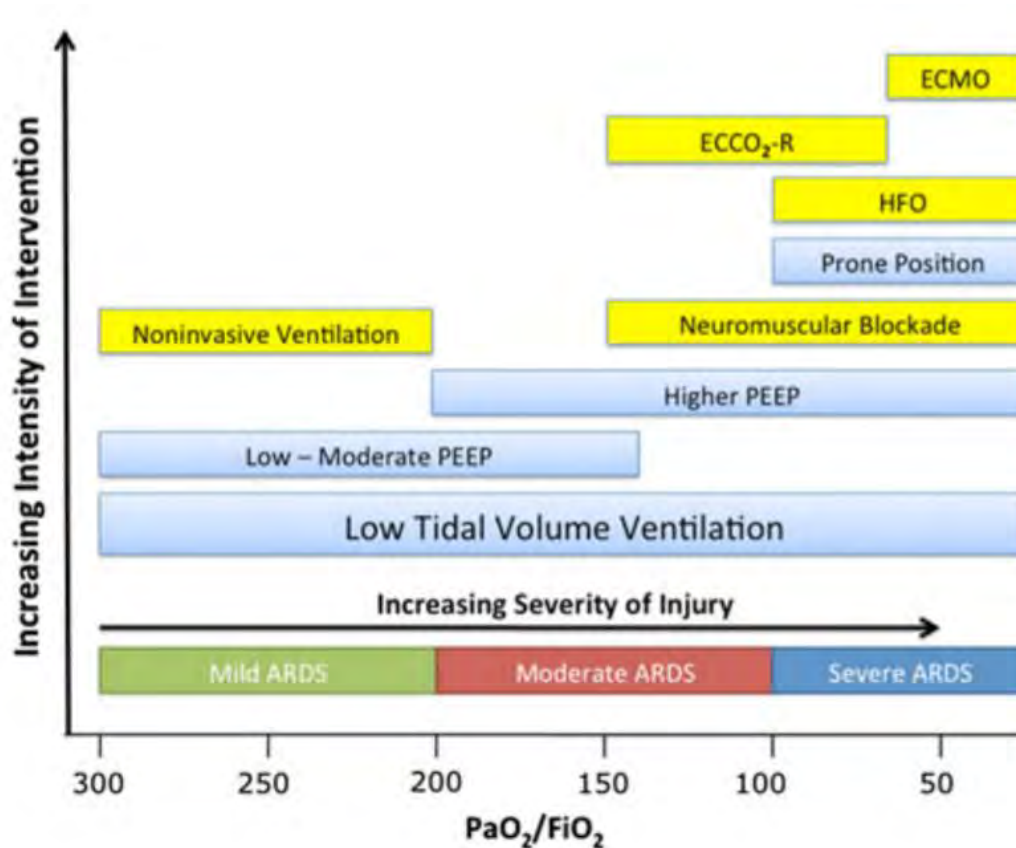 Increasing Intensity of Intervention
ECMO
ECCO₂-R
HFO
Prone Position
Noninvasive Ventilation
Neuromuscular Blockade
Higher PEEP
Low – Moderate PEEP
Low Tidal Volume Ventilation
Increasing Severity of Injury
Mild ARDS
Moderate ARDS
Severe ARDS
300 250 200 150 100 50
PaO₂/FiO₂